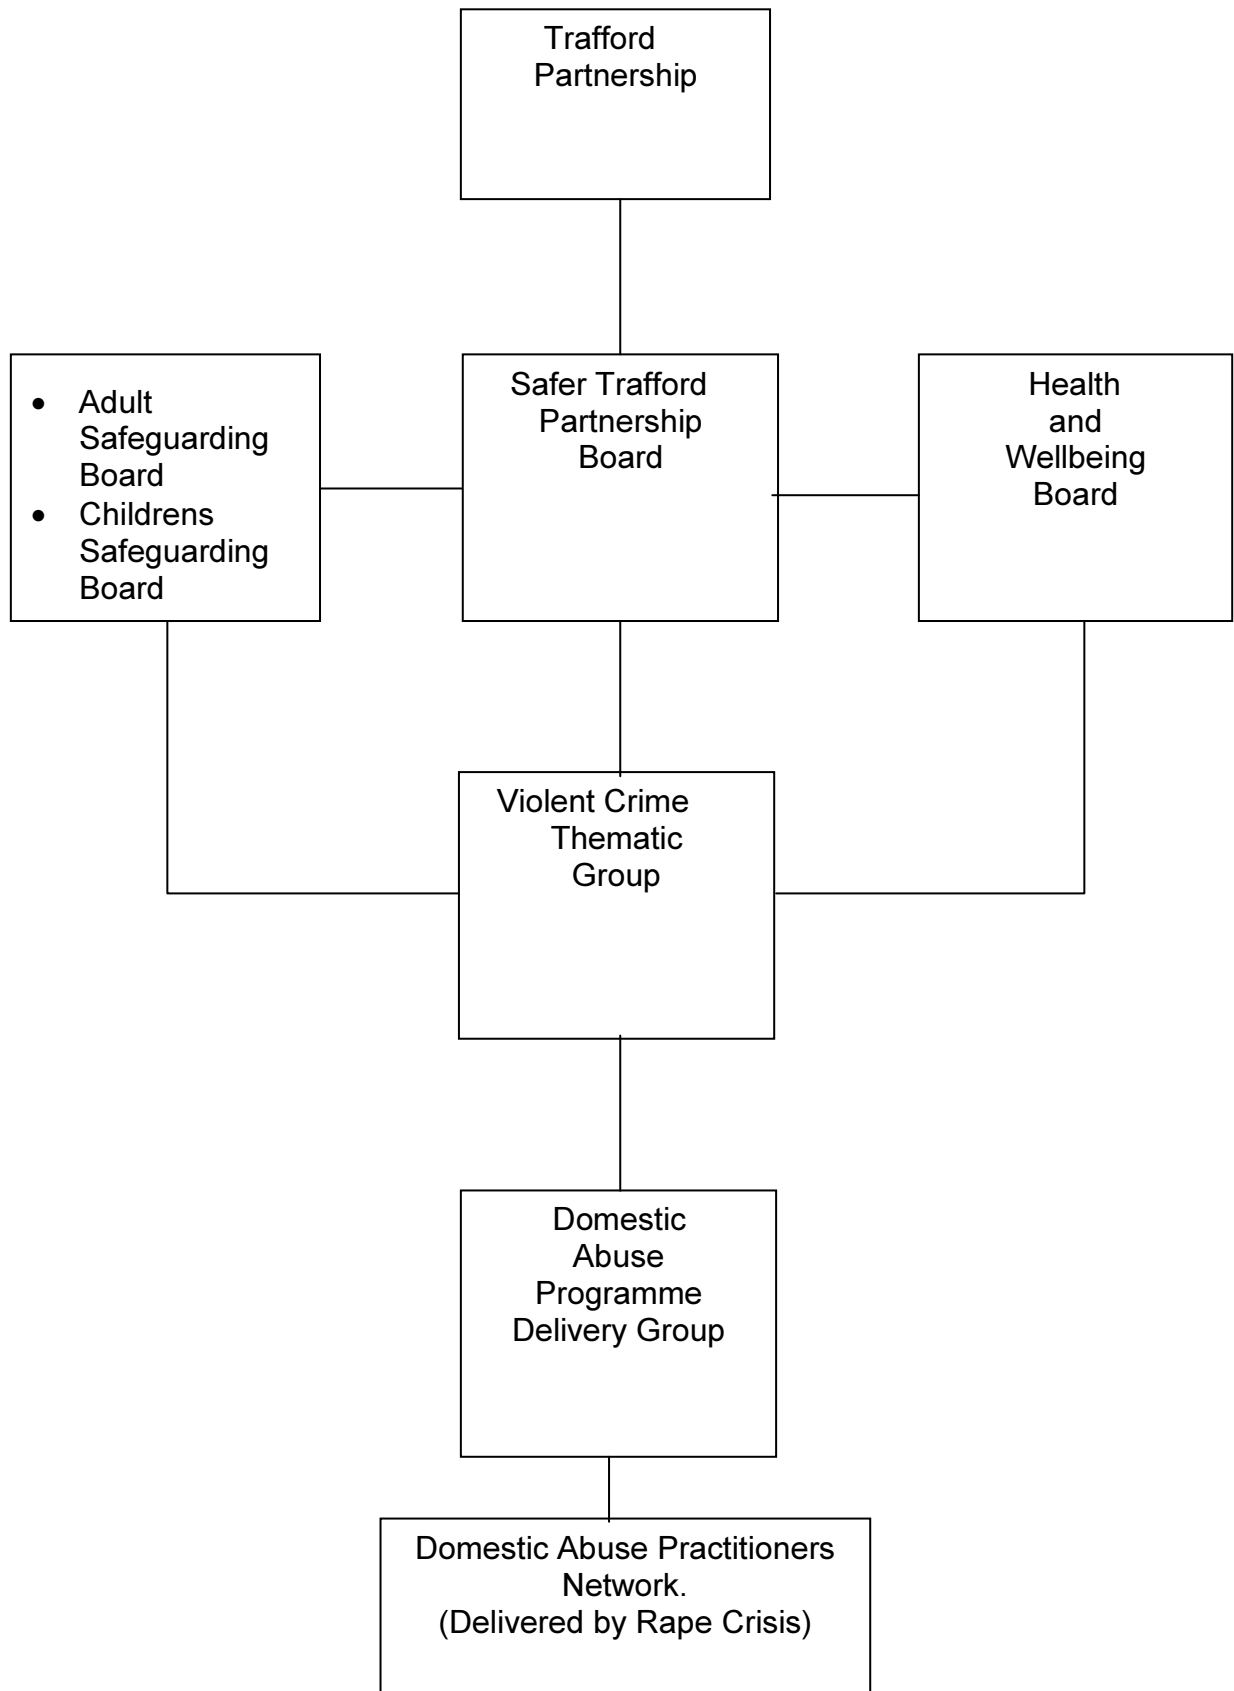 Trafford
Partnership
• Adult
Safeguarding
Board
• Childrens
Safeguarding
Board
Safer Trafford
Partnership
Board
Health
and
Wellbeing
Board
Violent Crime
Thematic
Group
Domestic
Abuse
Programme
Delivery Group
Domestic Abuse Practitioners
Network.
(Delivered by Rape Crisis)